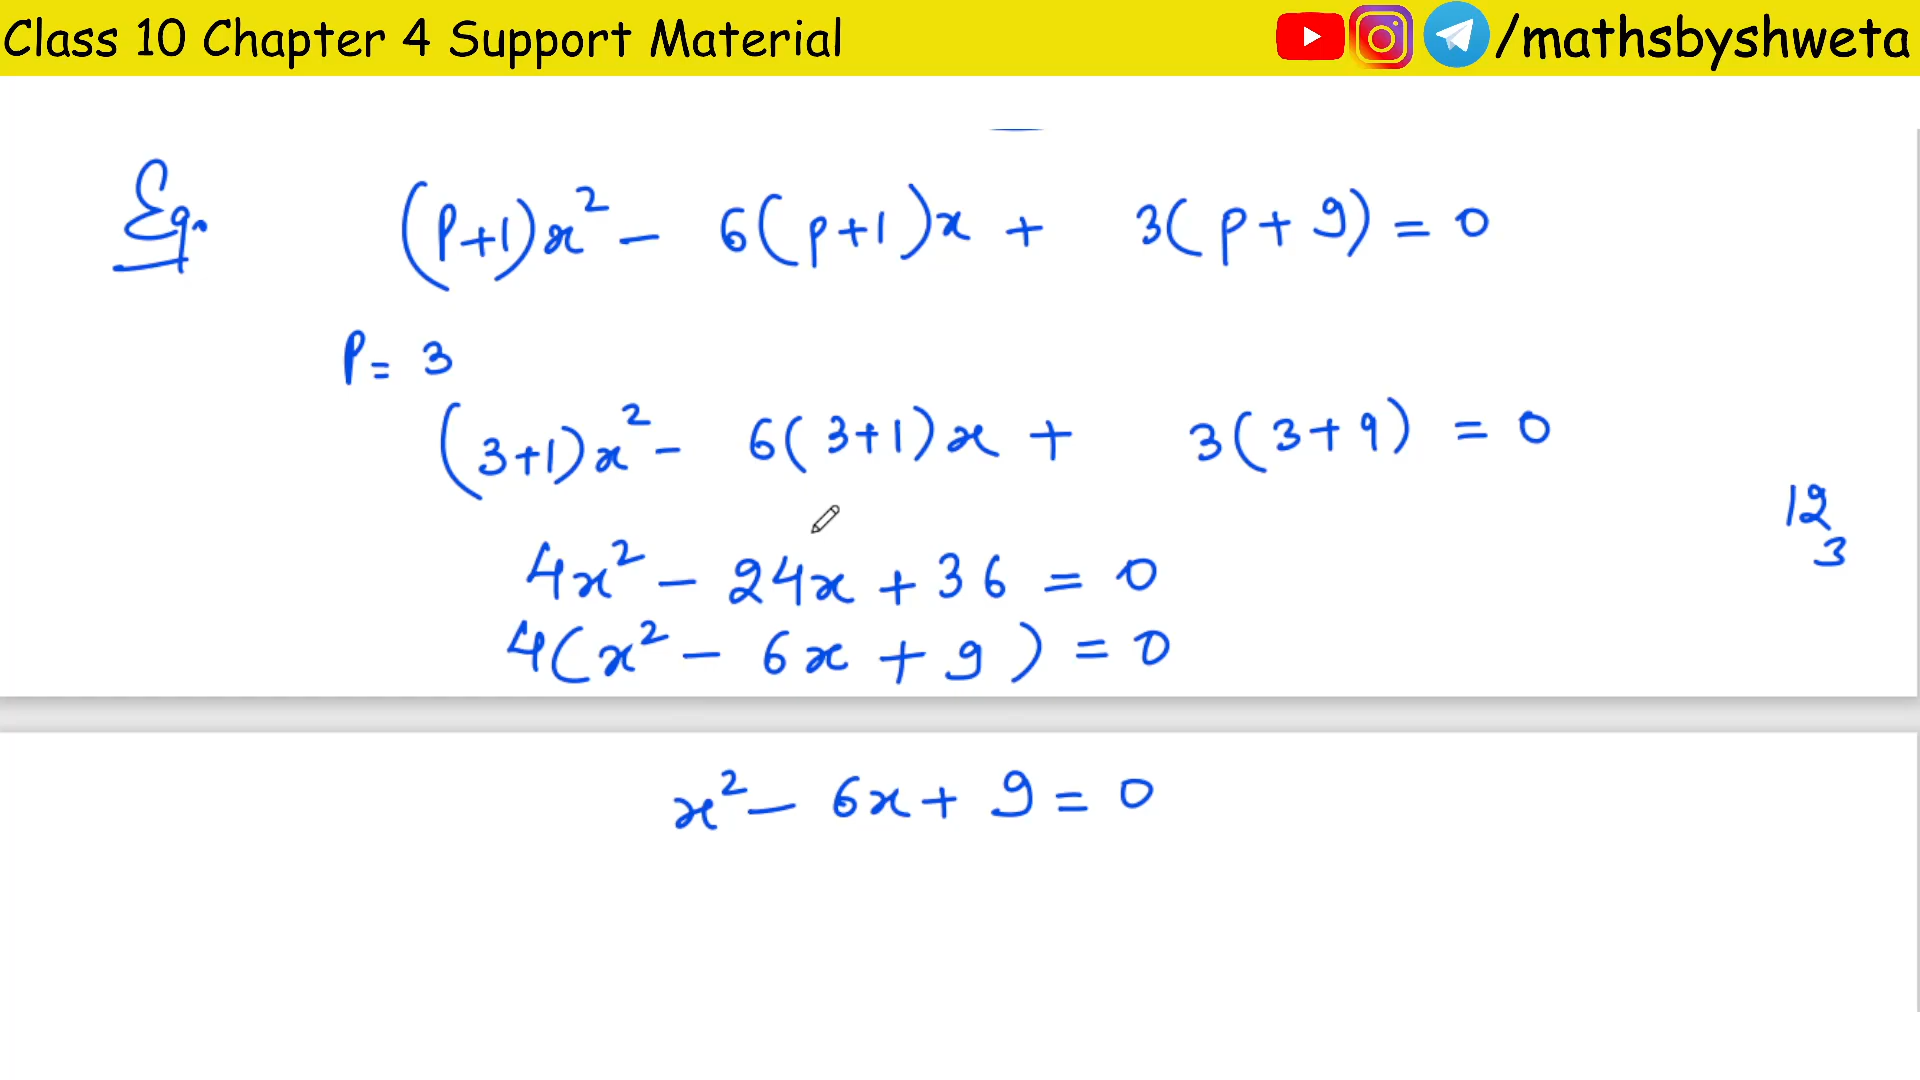 Class 10 Chapter 4 Support Material
/mathsbyshweta
Eq. (P+1)x² - 6(p+1)x + 3(p+9) = 0
P = 3
(3+1)x² - 6(3+1)x + 3(3+9) = 0
12
3
4x² - 24x + 36 = 0
4(x² - 6x + 9) = 0
x² - 6x + 9 = 0